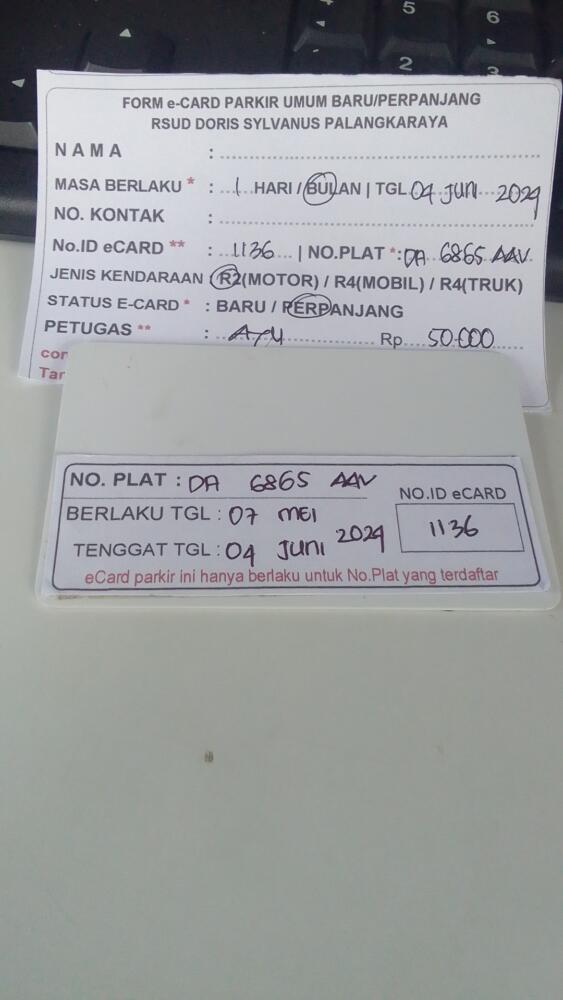 5
6
2
3
FORM e-CARD PARKIR UMUM BARU/PERPANJANG
RSUD DORIS SYLVANUS PALANGKARAYA
NAMA :
MASA BERLAKU * : 1 HARI / BULAN | TGL 04 JUNI 2024
NO. KONTAK :
No.ID eCARD ** : 1136 | NO.PLAT *: DA 6865 AAV
JENIS KENDARAAN : R2(MOTOR) / R4(MOBIL) / R4(TRUK)
STATUS E-CARD * : BARU / PERPANJANG
PETUGAS ** : Rp. 50.000
NO. PLAT : DA 6865 AAV
NO.ID eCARD
BERLAKU TGL : 07 MEI
1136
TENGGAT TGL : 04 JUNI 2024
eCard parkir ini hanya berlaku untuk No.Plat yang terdaftar